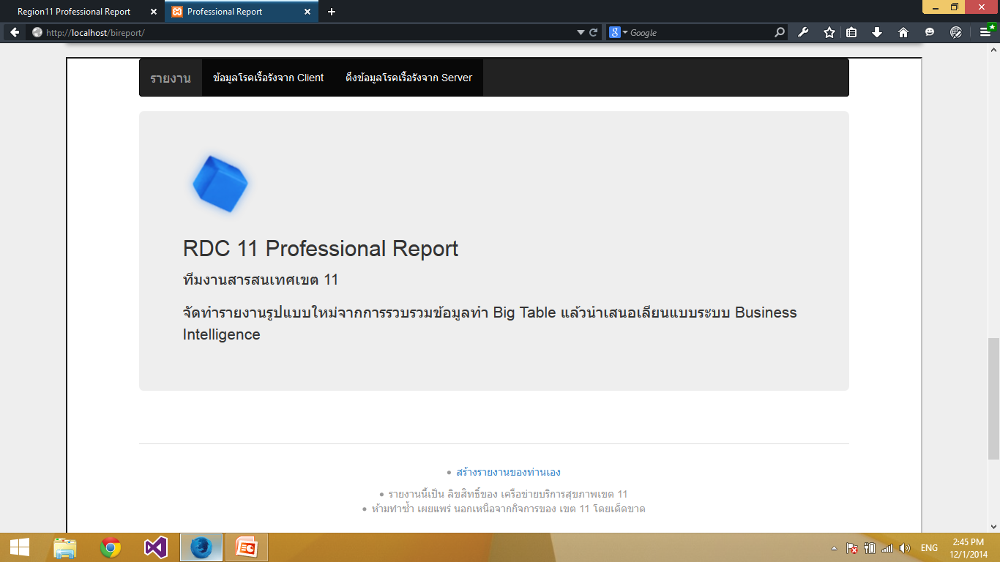 Region11 Professional Report
Professional Report
http://localhost/bireport/
Google
รายงาน
ข้อมูลโรคเรื้อรังจาก Client
ดึงข้อมูลโรคเรื้อรังจาก Server
RDC 11 Professional Report
ทีมงานสารสนเทศเขต 11
จัดทำรายงานรูปแบบใหม่จากการรวบรวมข้อมูลทำ Big Table แล้วนำเสนอเลียนแบบระบบ Business
Intelligence
สร้างรายงานของท่านเอง
รายงานนี้เป็น ลิขสิทธิ์ของ เครือข่ายบริการสุขภาพเขต 11
ห้ามทำซ้ำ เผยแพร่ นอกเหนือจากกิจการของ เขต 11 โดยเด็ดขาด
ENG
2:45 PM
12/1/2014